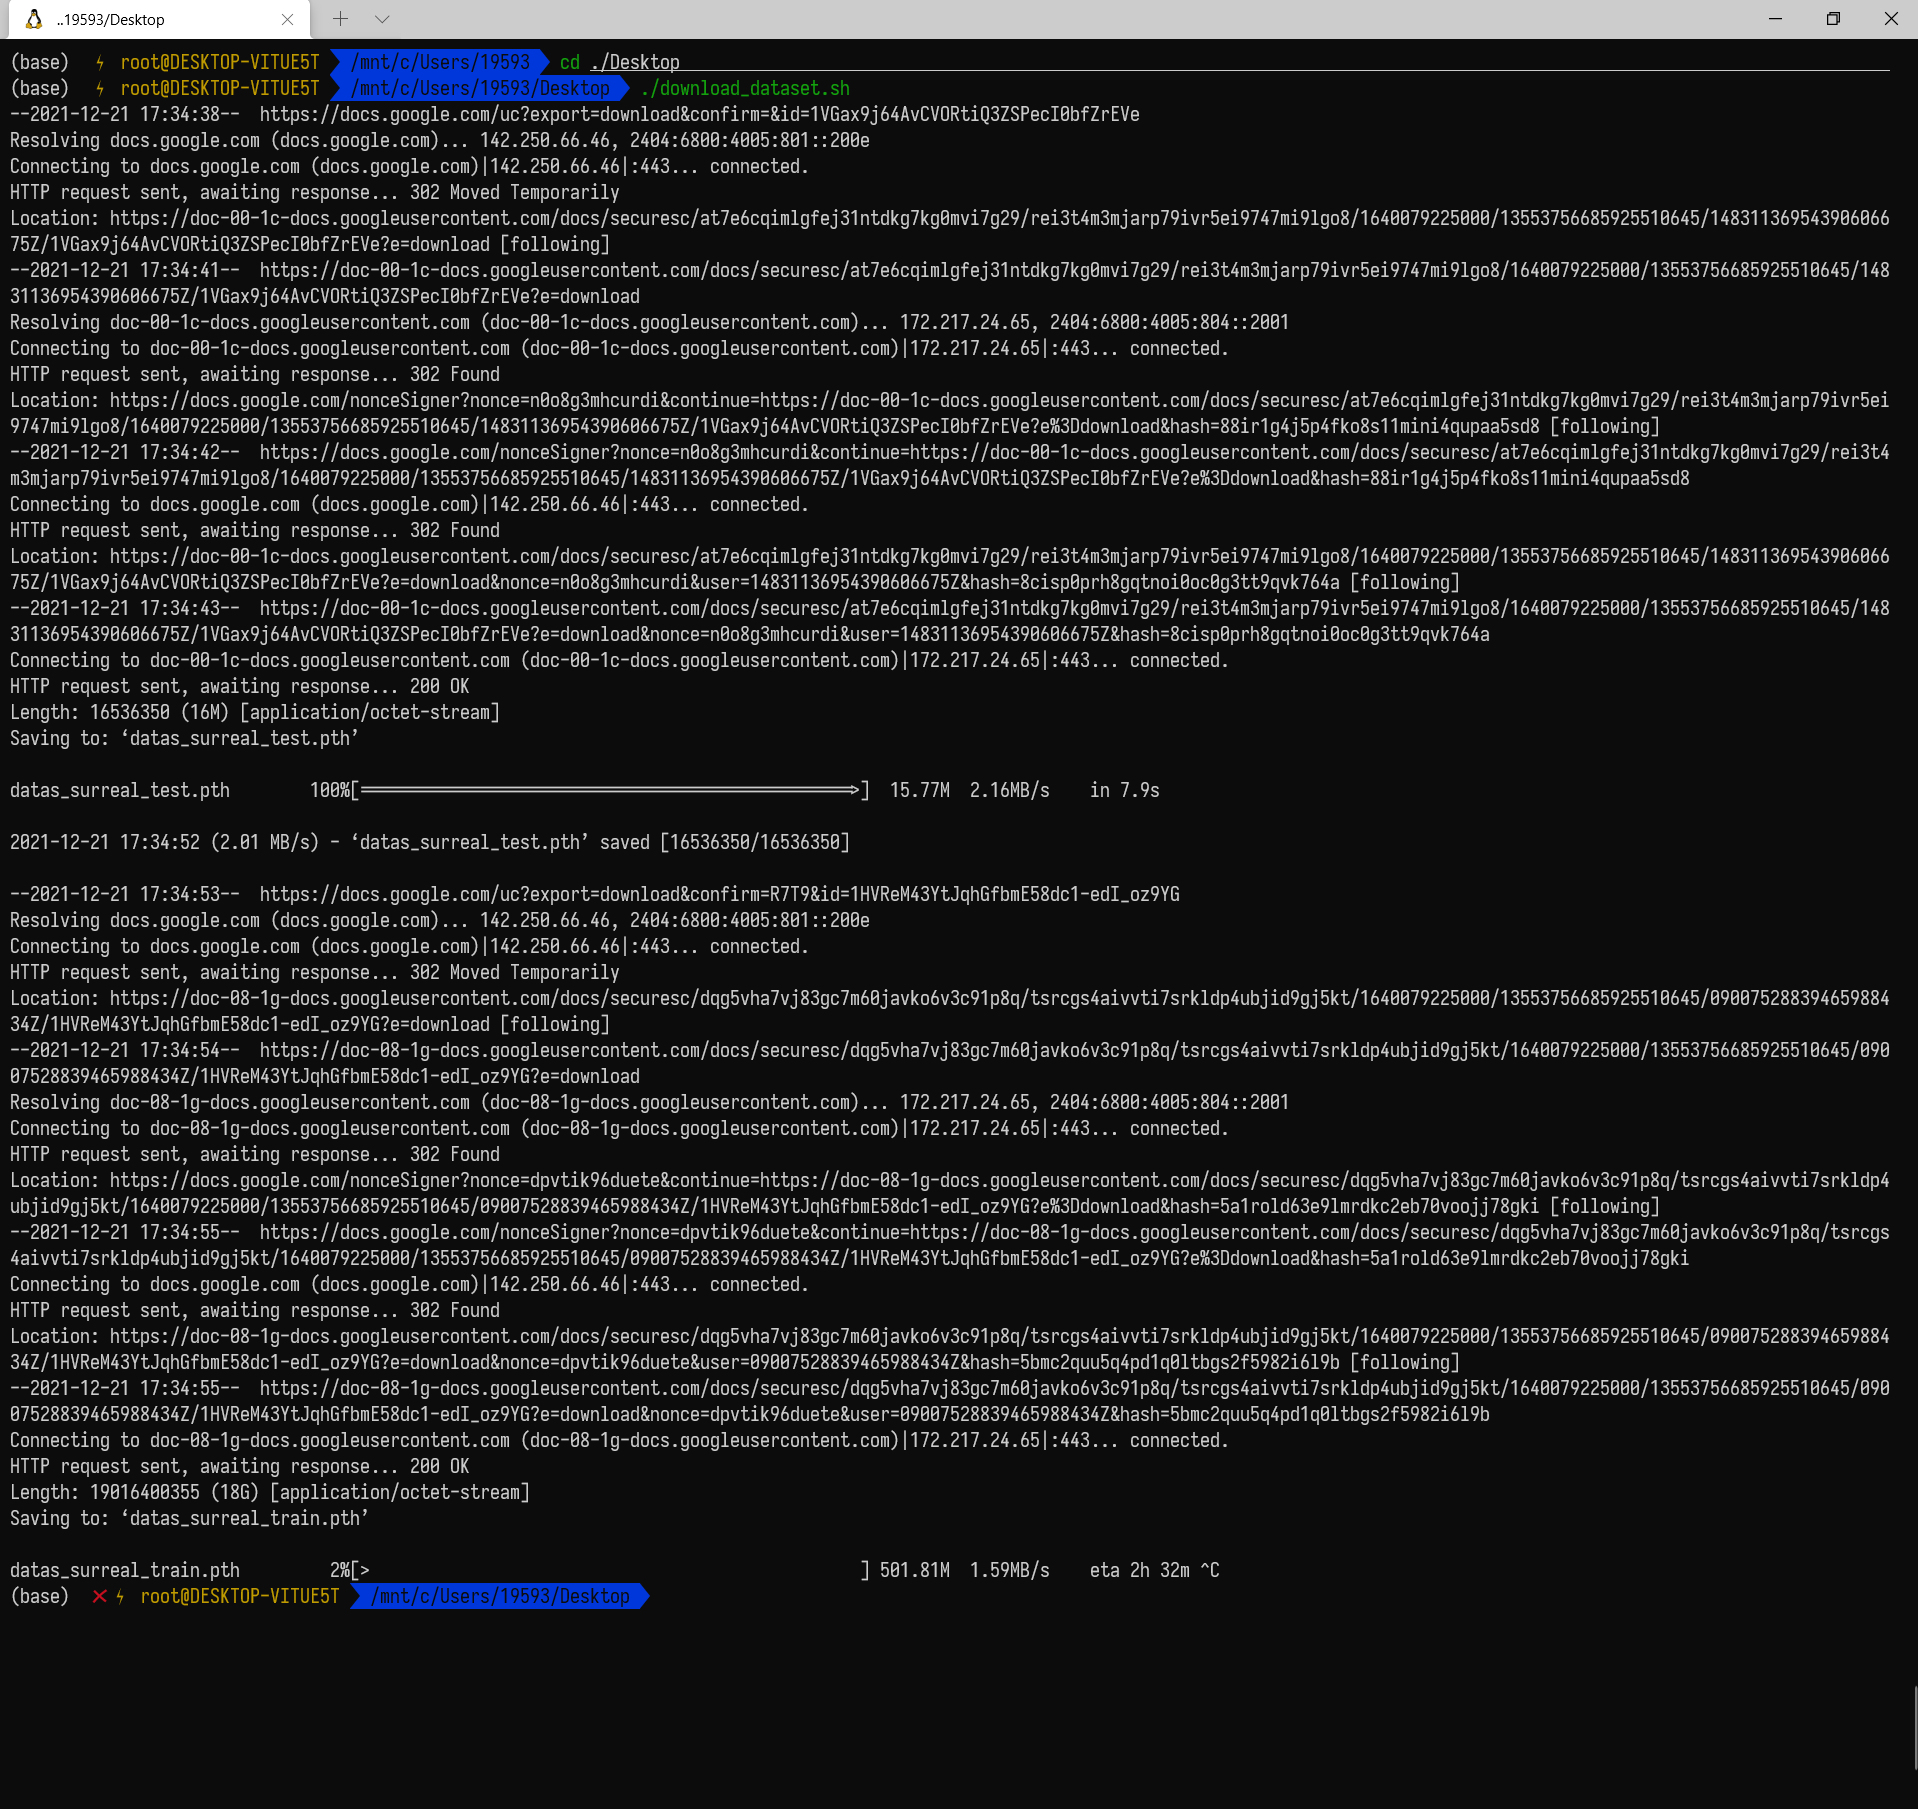 ..19593/Desktop
(base) ⚡ root@DESKTOP-VITUE5T /mnt/c/Users/19593 cd ./Desktop
(base) ⚡ root@DESKTOP-VITUE5T /mnt/c/Users/19593/Desktop ./download_dataset.sh
--2021-12-21 17:34:38--  https://docs.google.com/uc?export=download&confirm=&id=1VGax9j64AvCVORtiQ3ZSPecI0bfZrEVe
Resolving docs.google.com (docs.google.com)... 142.250.66.46, 2404:6800:4005:801::200e
Connecting to docs.google.com (docs.google.com)|142.250.66.46|:443... connected.
HTTP request sent, awaiting response... 302 Moved Temporarily
Location: https://doc-00-1c-docs.googleusercontent.com/docs/securesc/at7e6cqimlgfej31ntdkg7kg0mvi7g29/rei3t4m3mjarp79ivr5ei9747mi9lgo8/1640079225000/13553756685925510645/148311369543906066
75Z/1VGax9j64AvCVORtiQ3ZSPecI0bfZrEVe?e=download [following]
--2021-12-21 17:34:41--  https://doc-00-1c-docs.googleusercontent.com/docs/securesc/at7e6cqimlgfej31ntdkg7kg0mvi7g29/rei3t4m3mjarp79ivr5ei9747mi9lgo8/1640079225000/13553756685925510645/148
31136954390606675Z/1VGax9j64AvCVORtiQ3ZSPecI0bfZrEVe?e=download
Resolving doc-00-1c-docs.googleusercontent.com (doc-00-1c-docs.googleusercontent.com)... 172.217.24.65, 2404:6800:4005:804::2001
Connecting to doc-00-1c-docs.googleusercontent.com (doc-00-1c-docs.googleusercontent.com)|172.217.24.65|:443... connected.
HTTP request sent, awaiting response... 302 Found
Location: https://docs.google.com/nonceSigner?nonce=n0o8g3mhcurdi&continue=https://doc-00-1c-docs.googleusercontent.com/docs/securesc/at7e6cqimlgfej31ntdkg7kg0mvi7g29/rei3t4m3mjarp79ivr5ei
9747mi9lgo8/1640079225000/13553756685925510645/14831136954390606675Z/1VGax9j64AvCVORtiQ3ZSPecI0bfZrEVe?e%3Ddownload&hash=88ir1g4j5p4fko8s11mini4qupaa5sd8 [following]
--2021-12-21 17:34:42--  https://docs.google.com/nonceSigner?nonce=n0o8g3mhcurdi&continue=https://doc-00-1c-docs.googleusercontent.com/docs/securesc/at7e6cqimlgfej31ntdkg7kg0mvi7g29/rei3t4
m3mjarp79ivr5ei9747mi9lgo8/1640079225000/13553756685925510645/14831136954390606675Z/1VGax9j64AvCVORtiQ3ZSPecI0bfZrEVe?e%3Ddownload&hash=88ir1g4j5p4fko8s11mini4qupaa5sd8
Connecting to docs.google.com (docs.google.com)|142.250.66.46|:443... connected.
HTTP request sent, awaiting response... 302 Found
Location: https://doc-00-1c-docs.googleusercontent.com/docs/securesc/at7e6cqimlgfej31ntdkg7kg0mvi7g29/rei3t4m3mjarp79ivr5ei9747mi9lgo8/1640079225000/13553756685925510645/148311369543906066
75Z/1VGax9j64AvCVORtiQ3ZSPecI0bfZrEVe?e=download&nonce=n0o8g3mhcurdi&user=14831136954390606675Z&hash=8cisp0prh8gqtnoi0oc0g3tt9qvk764a [following]
--2021-12-21 17:34:43--  https://doc-00-1c-docs.googleusercontent.com/docs/securesc/at7e6cqimlgfej31ntdkg7kg0mvi7g29/rei3t4m3mjarp79ivr5ei9747mi9lgo8/1640079225000/13553756685925510645/148
31136954390606675Z/1VGax9j64AvCVORtiQ3ZSPecI0bfZrEVe?e=download&nonce=n0o8g3mhcurdi&user=14831136954390606675Z&hash=8cisp0prh8gqtnoi0oc0g3tt9qvk764a
Connecting to doc-00-1c-docs.googleusercontent.com (doc-00-1c-docs.googleusercontent.com)|172.217.24.65|:443... connected.
HTTP request sent, awaiting response... 200 OK
Length: 16536350 (16M) [application/octet-stream]
Saving to: ‘datas_surreal_test.pth’
datas_surreal_test.pth        100%[=================================================>]  15.77M  2.16MB/s    in 7.9s
2021-12-21 17:34:52 (2.01 MB/s) - ‘datas_surreal_test.pth’ saved [16536350/16536350]
--2021-12-21 17:34:53--  https://docs.google.com/uc?export=download&confirm=R7T9&id=1HVReM43YtJqhGfbmE58dc1-edI_oz9YG
Resolving docs.google.com (docs.google.com)... 142.250.66.46, 2404:6800:4005:801::200e
Connecting to docs.google.com (docs.google.com)|142.250.66.46|:443... connected.
HTTP request sent, awaiting response... 302 Moved Temporarily
Location: https://doc-08-1g-docs.googleusercontent.com/docs/securesc/dqg5vha7vj83gc7m60javko6v3c91p8q/tsrcgs4aivvti7srkldp4ubjid9gj5kt/1640079225000/13553756685925510645/090075288394659884
34Z/1HVReM43YtJqhGfbmE58dc1-edI_oz9YG?e=download [following]
--2021-12-21 17:34:54--  https://doc-08-1g-docs.googleusercontent.com/docs/securesc/dqg5vha7vj83gc7m60javko6v3c91p8q/tsrcgs4aivvti7srkldp4ubjid9gj5kt/1640079225000/13553756685925510645/090
07528839465988434Z/1HVReM43YtJqhGfbmE58dc1-edI_oz9YG?e=download
Resolving doc-08-1g-docs.googleusercontent.com (doc-08-1g-docs.googleusercontent.com)... 172.217.24.65, 2404:6800:4005:804::2001
Connecting to doc-08-1g-docs.googleusercontent.com (doc-08-1g-docs.googleusercontent.com)|172.217.24.65|:443... connected.
HTTP request sent, awaiting response... 302 Found
Location: https://docs.google.com/nonceSigner?nonce=dpvtik96duete&continue=https://doc-08-1g-docs.googleusercontent.com/docs/securesc/dqg5vha7vj83gc7m60javko6v3c91p8q/tsrcgs4aivvti7srkldp4
ubjid9gj5kt/1640079225000/13553756685925510645/09007528839465988434Z/1HVReM43YtJqhGfbmE58dc1-edI_oz9YG?e%3Ddownload&hash=5a1rold63e9lmrdkc2eb70voojj78gki [following]
--2021-12-21 17:34:55--  https://docs.google.com/nonceSigner?nonce=dpvtik96duete&continue=https://doc-08-1g-docs.googleusercontent.com/docs/securesc/dqg5vha7vj83gc7m60javko6v3c91p8q/tsrcgs
4aivvti7srkldp4ubjid9gj5kt/1640079225000/13553756685925510645/09007528839465988434Z/1HVReM43YtJqhGfbmE58dc1-edI_oz9YG?e%3Ddownload&hash=5a1rold63e9lmrdkc2eb70voojj78gki
Connecting to docs.google.com (docs.google.com)|142.250.66.46|:443... connected.
HTTP request sent, awaiting response... 302 Found
Location: https://doc-08-1g-docs.googleusercontent.com/docs/securesc/dqg5vha7vj83gc7m60javko6v3c91p8q/tsrcgs4aivvti7srkldp4ubjid9gj5kt/1640079225000/13553756685925510645/090075288394659884
34Z/1HVReM43YtJqhGfbmE58dc1-edI_oz9YG?e=download&nonce=dpvtik96duete&user=09007528839465988434Z&hash=5bmc2quu5q4pd1q0ltbgs2f5982i6l9b [following]
--2021-12-21 17:34:55--  https://doc-08-1g-docs.googleusercontent.com/docs/securesc/dqg5vha7vj83gc7m60javko6v3c91p8q/tsrcgs4aivvti7srkldp4ubjid9gj5kt/1640079225000/13553756685925510645/090
07528839465988434Z/1HVReM43YtJqhGfbmE58dc1-edI_oz9YG?e=download&nonce=dpvtik96duete&user=09007528839465988434Z&hash=5bmc2quu5q4pd1q0ltbgs2f5982i6l9b
Connecting to doc-08-1g-docs.googleusercontent.com (doc-08-1g-docs.googleusercontent.com)|172.217.24.65|:443... connected.
HTTP request sent, awaiting response... 200 OK
Length: 19016400355 (18G) [application/octet-stream]
Saving to: ‘datas_surreal_train.pth’
datas_surreal_train.pth         2%[>                                                 ] 501.81M  1.59MB/s    eta 2h 32m ^C
(base) ✗⚡ root@DESKTOP-VITUE5T /mnt/c/Users/19593/Desktop